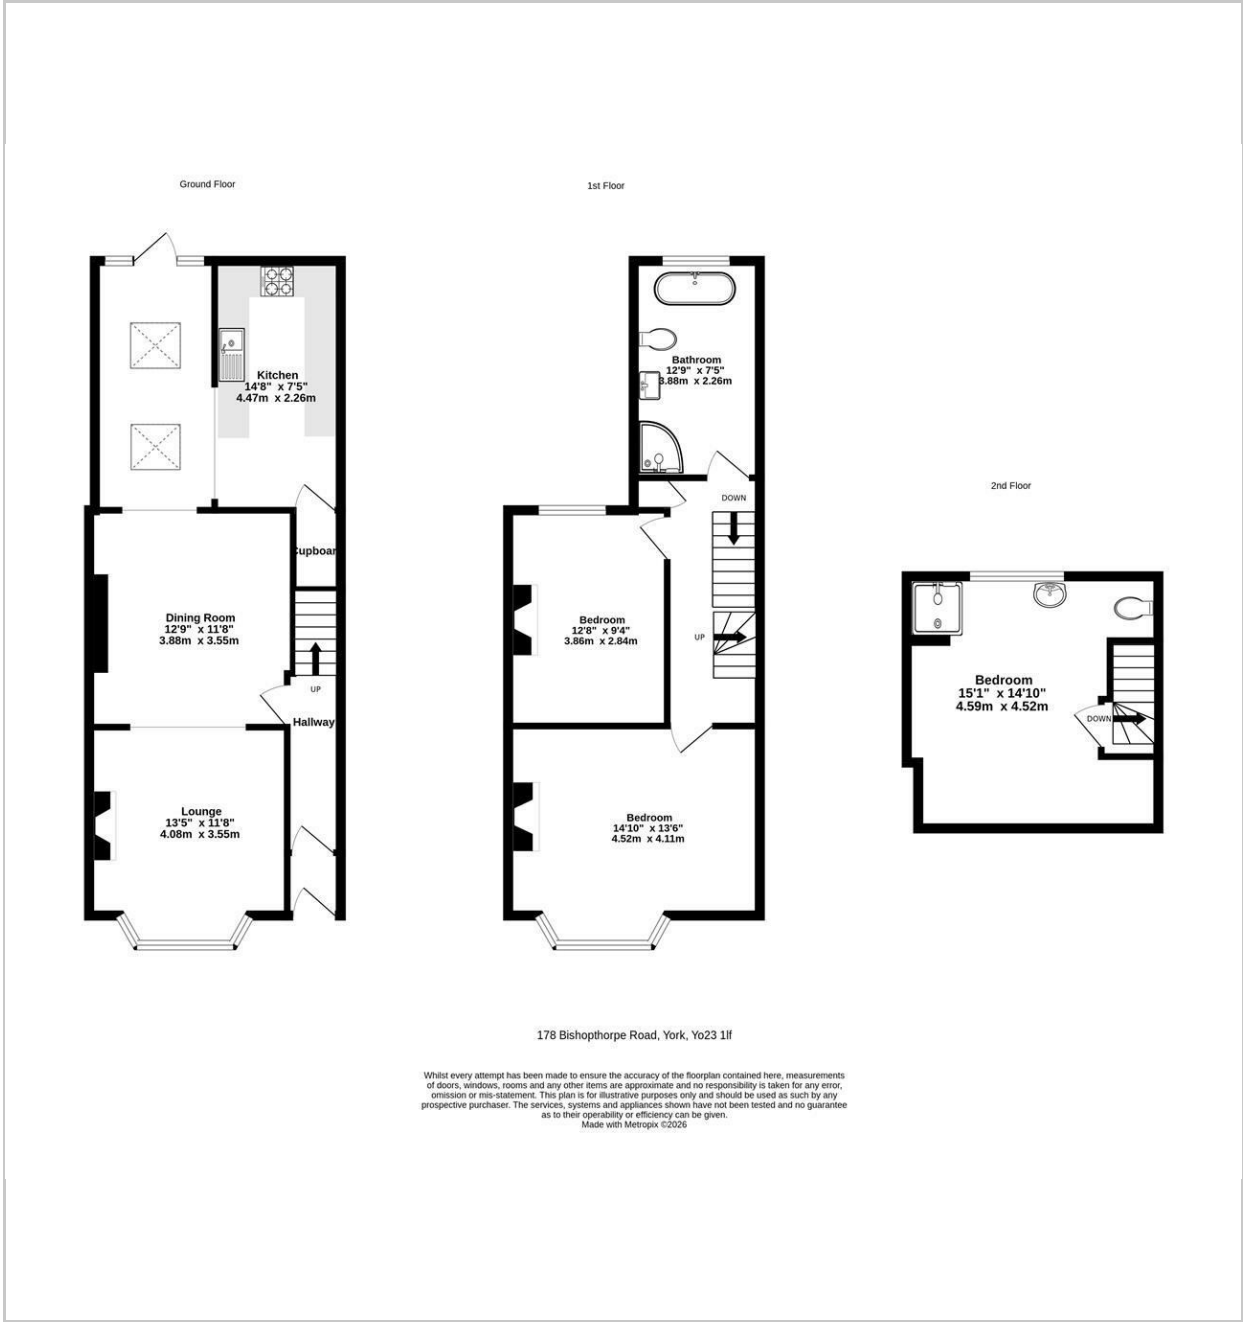 Ground Floor
1st Floor
Kitchen
14'8" x 7'5"
4.47m x 2.26m
Bathroom
12'9" x 7'5"
3.88m x 2.26m
DOWN
2nd Floor
Cupboar
Dining Room
12'9" x 11'8"
3.88m x 3.55m
UP
Hallway
Bedroom
12'8" x 9'4"
3.86m x 2.84m
UP
Bedroom
15'1" x 14'10"
4.59m x 4.52m
DOWN
Lounge
13'5" x 11'8"
4.08m x 3.55m
Bedroom
14'10" x 13'6"
4.52m x 4.11m
178 Bishopthorpe Road, York, Yo23 1lf
Whilst every attempt has been made to ensure the accuracy of the floorplan contained here, measurements
of doors, windows, rooms and any other items are approximate and no responsibility is taken for any error,
omission or mis-statement. This plan is for illustrative purposes only and should be used as such by any
prospective purchaser. The services, systems and appliances shown have not been tested and no guarantee
as to their operability or efficiency can be given.
Made with Metropix ©2026